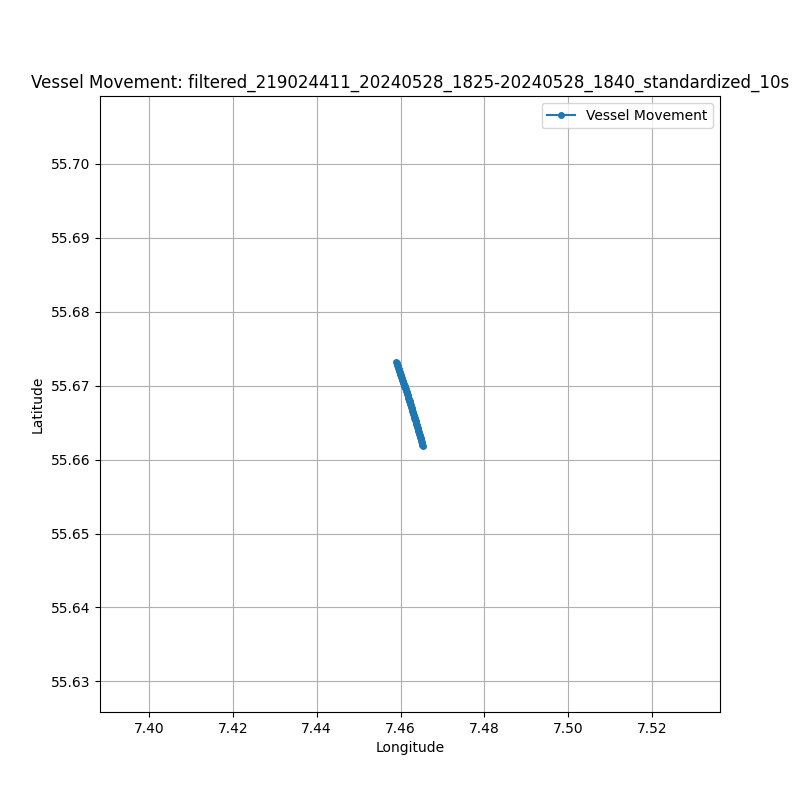 Vessel Movement: filtered_219024411_20240528_1825-20240528_1840_standardized_10s
Vessel Movement
55.70
55.69
55.68
55.67
55.66
55.65
55.64
55.63
Latitude
7.40 7.42 7.44 7.46 7.48 7.50 7.52
Longitude